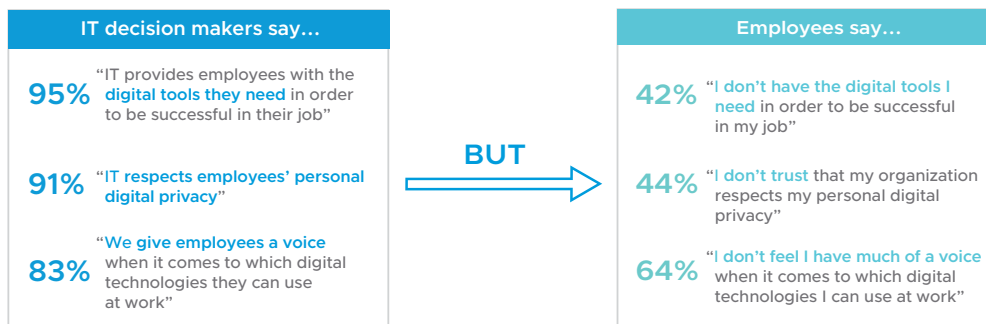 IT decision makers say...
95% “IT provides employees with the
digital tools they need in order
to be successful in their job”
91% “IT respects employees’ personal
digital privacy”
83% “We give employees a voice
when it comes to which digital
technologies they can use
at work”
BUT
Employees say...
42% “I don’t have the digital tools I
need in order to be successful
in my job”
44% “I don’t trust that my organization
respects my personal digital
privacy”
64% “I don’t feel I have much of a voice
when it comes to which digital
technologies I can use at work”